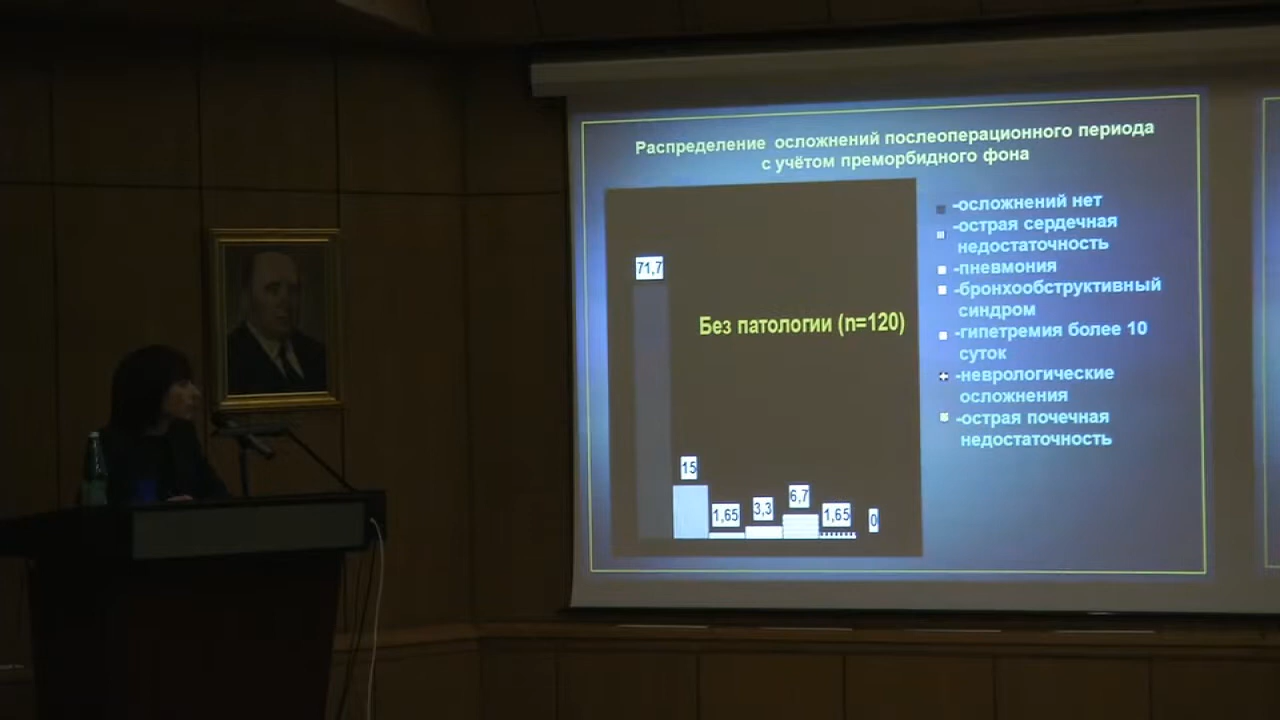 Распределение осложнений послеоперационного периода
с учётом преморбидного фона
71,7
Без патологии (n=120)
15
1,65
3,3
6,7
1,65
0
-осложнений нет
-острая сердечная
недостаточность
-пневмония
-бронхообструктивный
синдром
-гипетремия более 10
суток
-неврологические
осложнения
-острая почечная
недостаточность